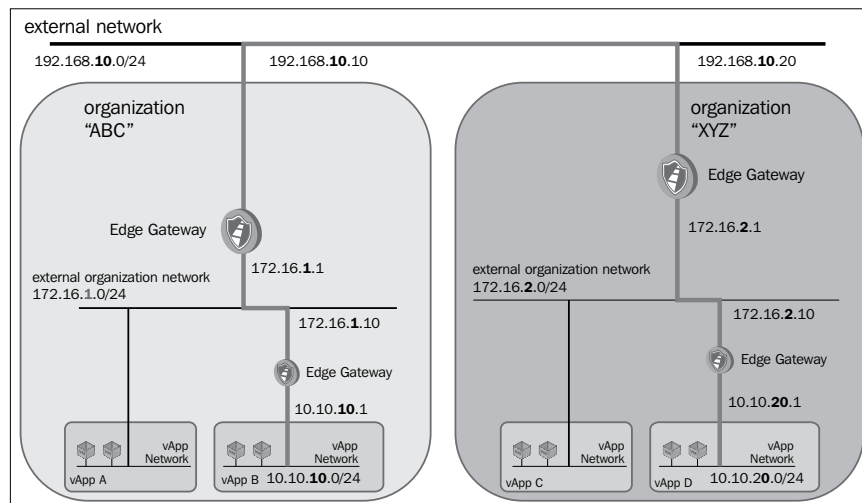 external network
192.168.10.0/24
192.168.10.10
192.168.10.20
organization
“ABC”
Edge Gateway
172.16.1.1
external organization network
172.16.1.0/24
172.16.1.10
Edge Gateway
10.10.10.1
vApp
Network
vApp A
vApp
Network
vApp B
10.10.10.0/24
organization
“XYZ”
Edge Gateway
172.16.2.1
external organization network
172.16.2.0/24
172.16.2.10
Edge Gateway
10.10.20.1
vApp
Network
vApp C
vApp
Network
vApp D
10.10.20.0/24